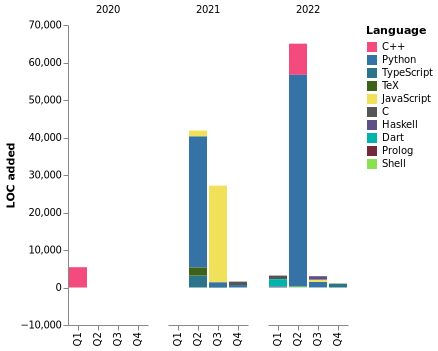 2020 2021 2022
Language
C++
Python
TypeScript
TeX
JavaScript
C
Haskell
Dart
Prolog
Shell
LOC added
70,000
60,000
50,000
40,000
30,000
20,000
10,000
0
−10,000
Q1 Q2 Q3 Q4 Q1 Q2 Q3 Q4 Q1 Q2 Q3 Q4